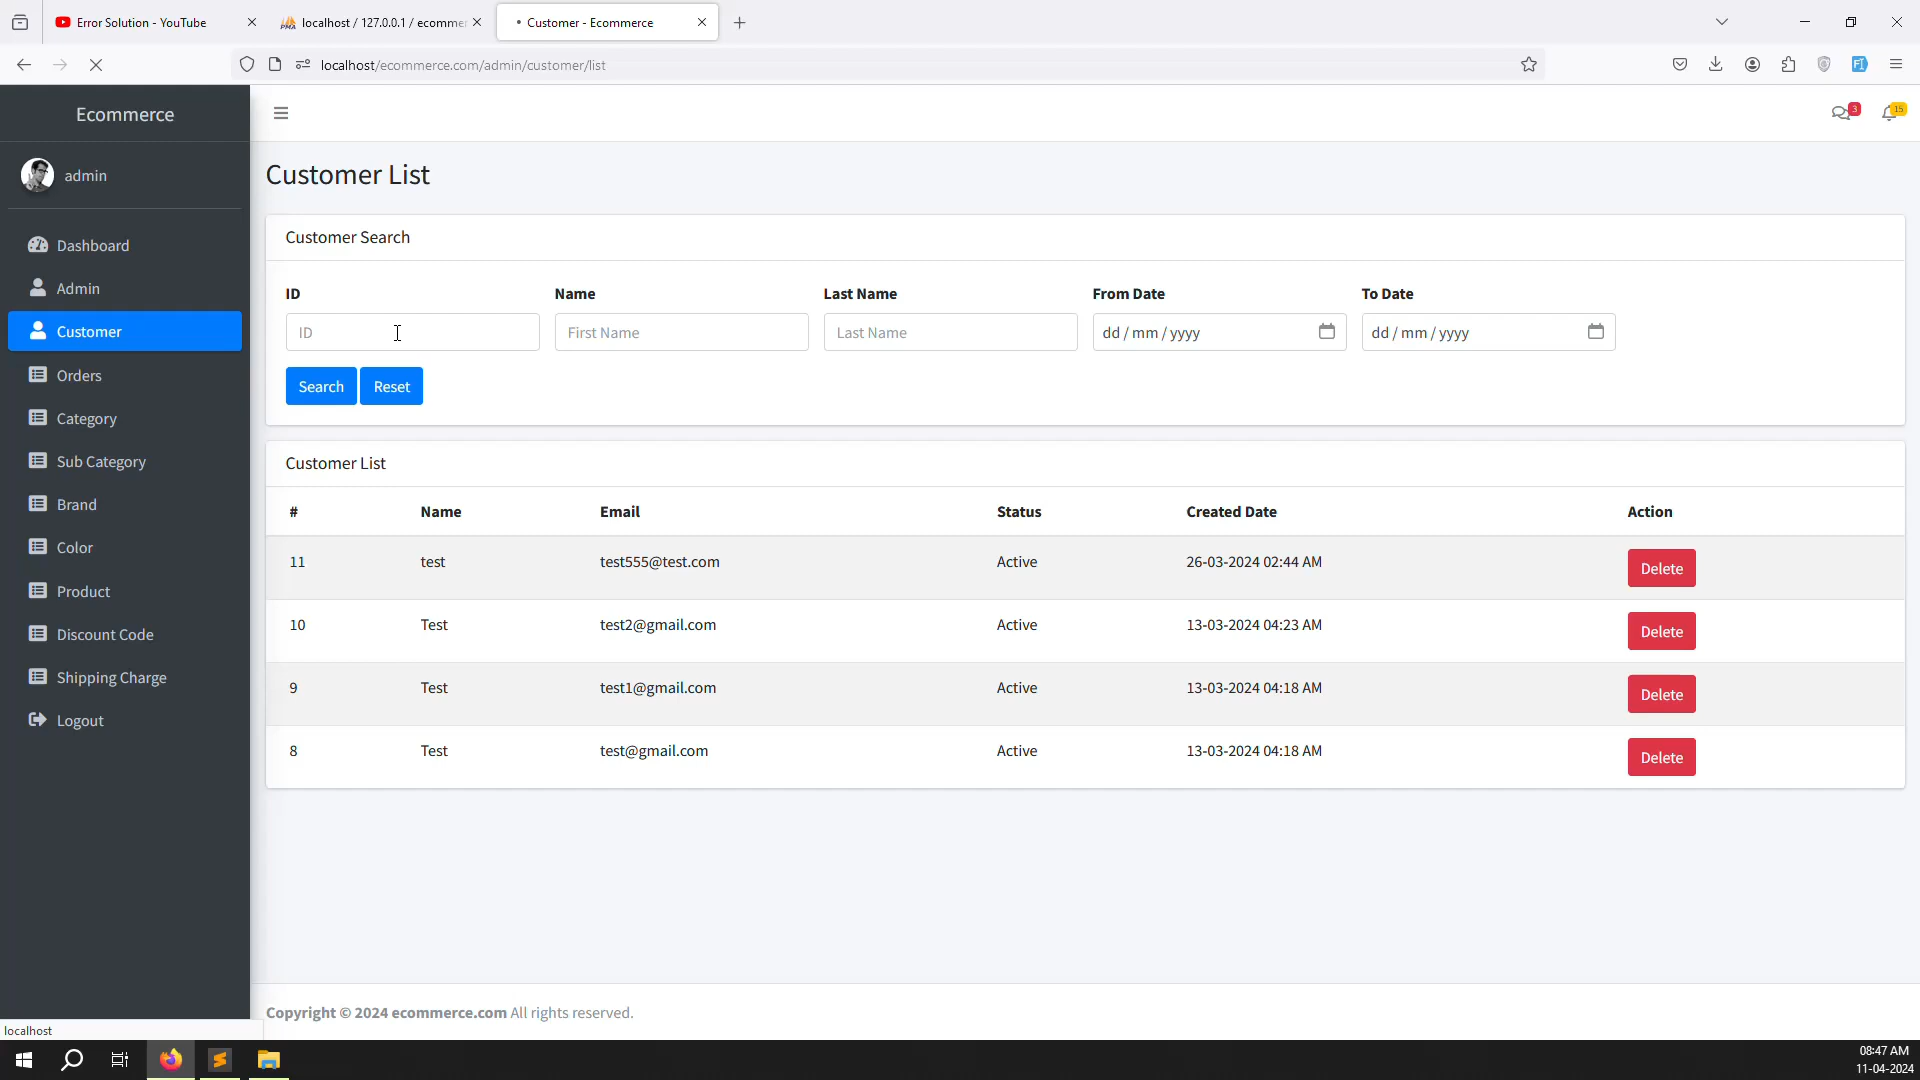 Error Solution - YouTube
localhost / 127.0.0.1 / ecomme
Customer - Ecommerce
localhost/ecommerce.com/admin/customer/list
Ecommerce
3
15
admin
Dashboard
Admin
Customer
Orders
Category
Sub Category
Brand
Color
Product
Discount Code
Shipping Charge
Logout
Customer List
Customer Search
ID Name Last Name From Date To Date
ID First Name Last Name dd / mm / yyyy dd / mm / yyyy
Search Reset
Customer List
# Name Email Status Created Date Action
11 test test555@test.com Active 26-03-2024 02:44 AM Delete
10 Test test2@gmail.com Active 13-03-2024 04:23 AM Delete
9 Test test1@gmail.com Active 13-03-2024 04:18 AM Delete
8 Test test@gmail.com Active 13-03-2024 04:18 AM Delete
Copyright © 2024 ecommerce.com All rights reserved.
localhost
08:47 AM
11-04-2024